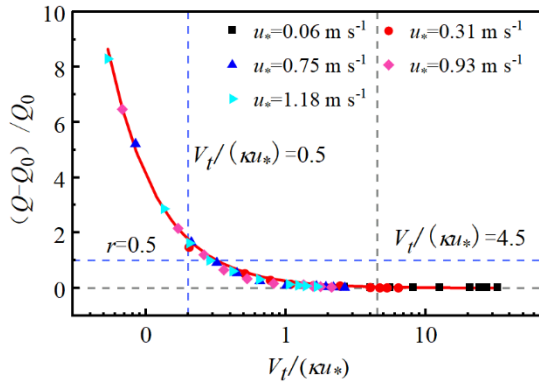 8
6
4
2
0
(Q-Q₀) / Q₀
u*=0.06 m s⁻¹
u*=0.31 m s⁻¹
u*=0.75 m s⁻¹
u*=0.93 m s⁻¹
u*=1.18 m s⁻¹
Vₜ/(κu*)=0.5
r=0.5
Vₜ/(κu*)=4.5
0
1
10
Vₜ/(κu*)